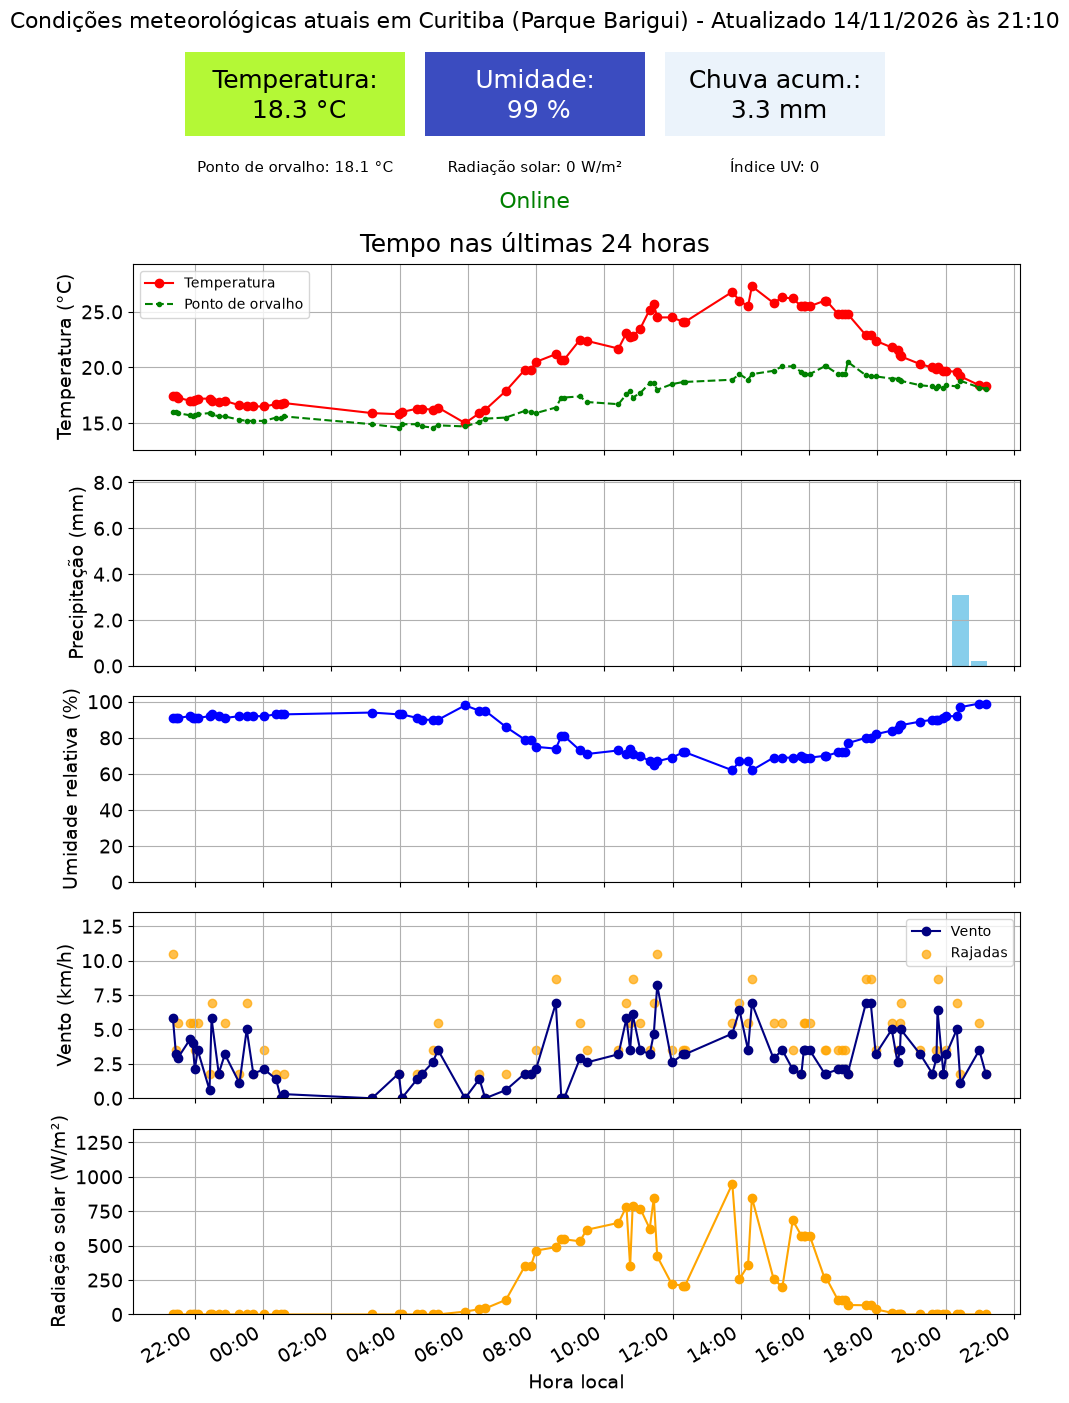 Condições meteorológicas atuais em Curitiba (Parque Barigui) - Atualizado 14/11/2026 às 21:10
Temperatura:
18.3 °C
Umidade:
99 %
Chuva acum.:
3.3 mm
Ponto de orvalho: 18.1 °C
Radiação solar: 0 W/m²
Índice UV: 0
Online
Tempo nas últimas 24 horas
Temperatura (°C)
25.0
20.0
15.0
Temperatura
Ponto de orvalho
Precipitação (mm)
8.0
6.0
4.0
2.0
0.0
Umidade relativa (%)
100
80
60
40
20
0
Vento (km/h)
12.5
10.0
7.5
5.0
2.5
0.0
Vento
Rajadas
Radiação solar (W/m²)
1250
1000
750
500
250
0
22:00 00:00 02:00 04:00 06:00 08:00 10:00 12:00 14:00 16:00 18:00 20:00 22:00
Hora local